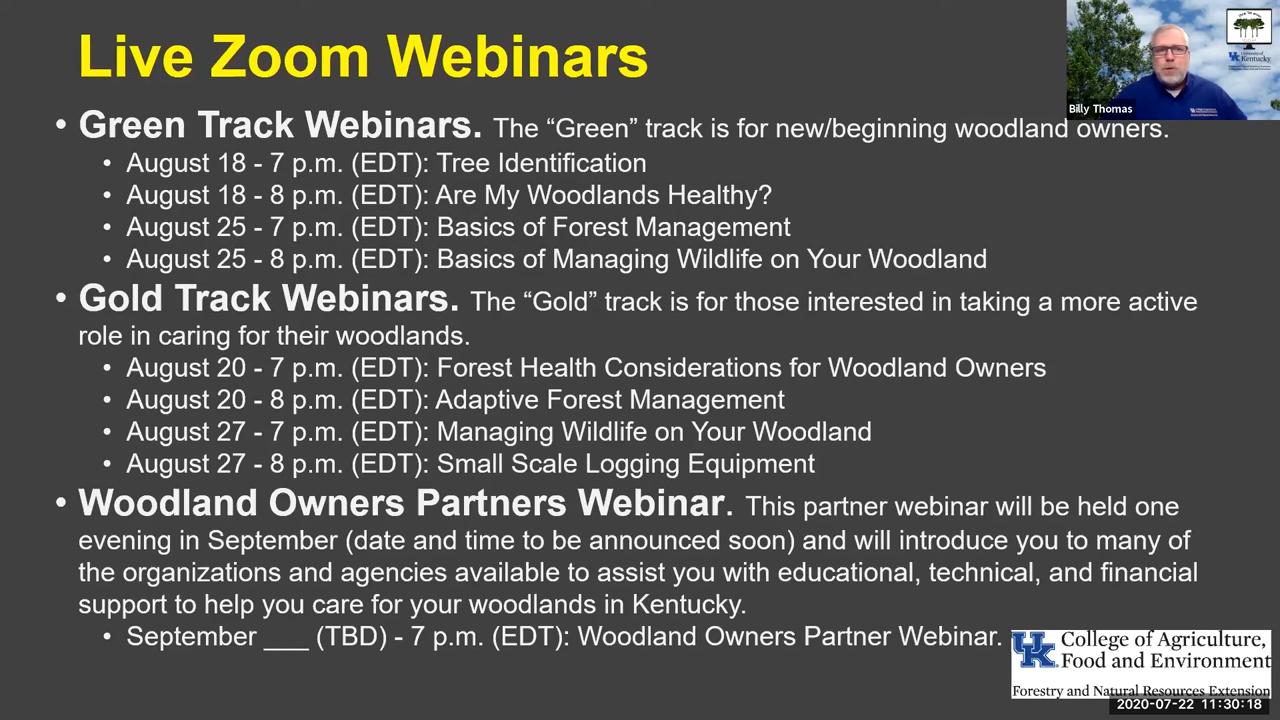 Live Zoom Webinars
• Green Track Webinars. The “Green” track is for new/beginning woodland owners.
• August 18 - 7 p.m. (EDT): Tree Identification
• August 18 - 8 p.m. (EDT): Are My Woodlands Healthy?
• August 25 - 7 p.m. (EDT): Basics of Forest Management
• August 25 - 8 p.m. (EDT): Basics of Managing Wildlife on Your Woodland
• Gold Track Webinars. The “Gold” track is for those interested in taking a more active
role in caring for their woodlands.
• August 20 - 7 p.m. (EDT): Forest Health Considerations for Woodland Owners
• August 20 - 8 p.m. (EDT): Adaptive Forest Management
• August 27 - 7 p.m. (EDT): Managing Wildlife on Your Woodland
• August 27 - 8 p.m. (EDT): Small Scale Logging Equipment
• Woodland Owners Partners Webinar. This partner webinar will be held one
evening in September (date and time to be announced soon) and will introduce you to many of
the organizations and agencies available to assist you with educational, technical, and financial
support to help you care for your woodlands in Kentucky.
• September ___ (TBD) - 7 p.m. (EDT): Woodland Owners Partner Webinar.
Billy Thomas
UK University of
Kentucky
UK College of Agriculture,
Food and Environment
Forestry and Natural Resources Extension
2020-07-22 11:30:18